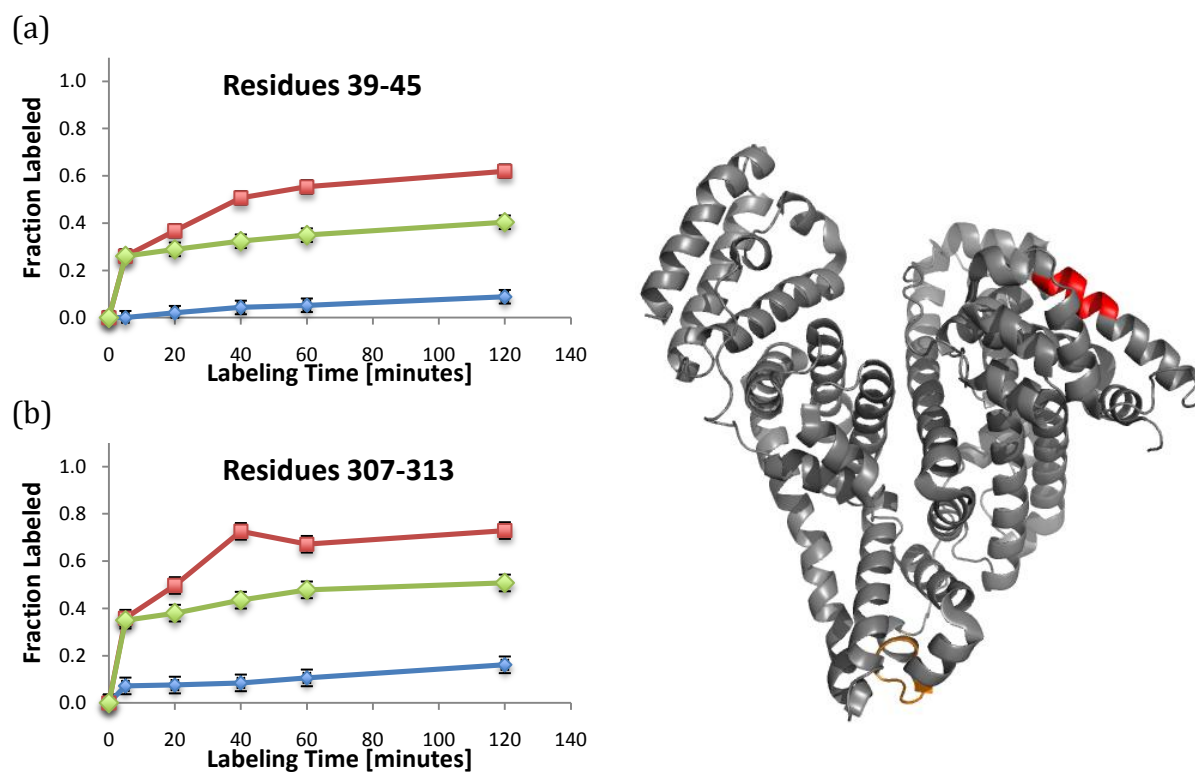 (a)
Residues 39-45
Fraction Labeled
1.0
0.8
0.6
0.4
0.2
0.0
0 20 40 60 80 100 120 140
Labeling Time [minutes]
(b)
Residues 307-313
Fraction Labeled
1.0
0.8
0.6
0.4
0.2
0.0
0 20 40 60 80 100 120 140
Labeling Time [minutes]